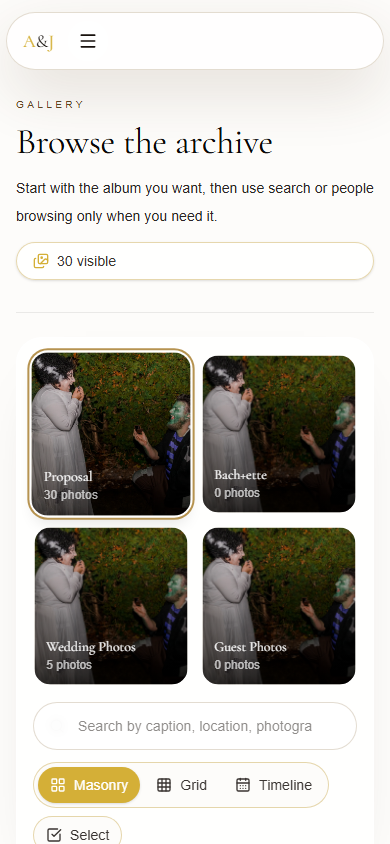 A&J
GALLERY
Browse the archive
Start with the album you want, then use search or people
browsing only when you need it.
30 visible
Proposal
30 photos
Bach+ette
0 photos
Wedding Photos
5 photos
Guest Photos
0 photos
Search by caption, location, photogra
Masonry
Grid
Timeline
Select